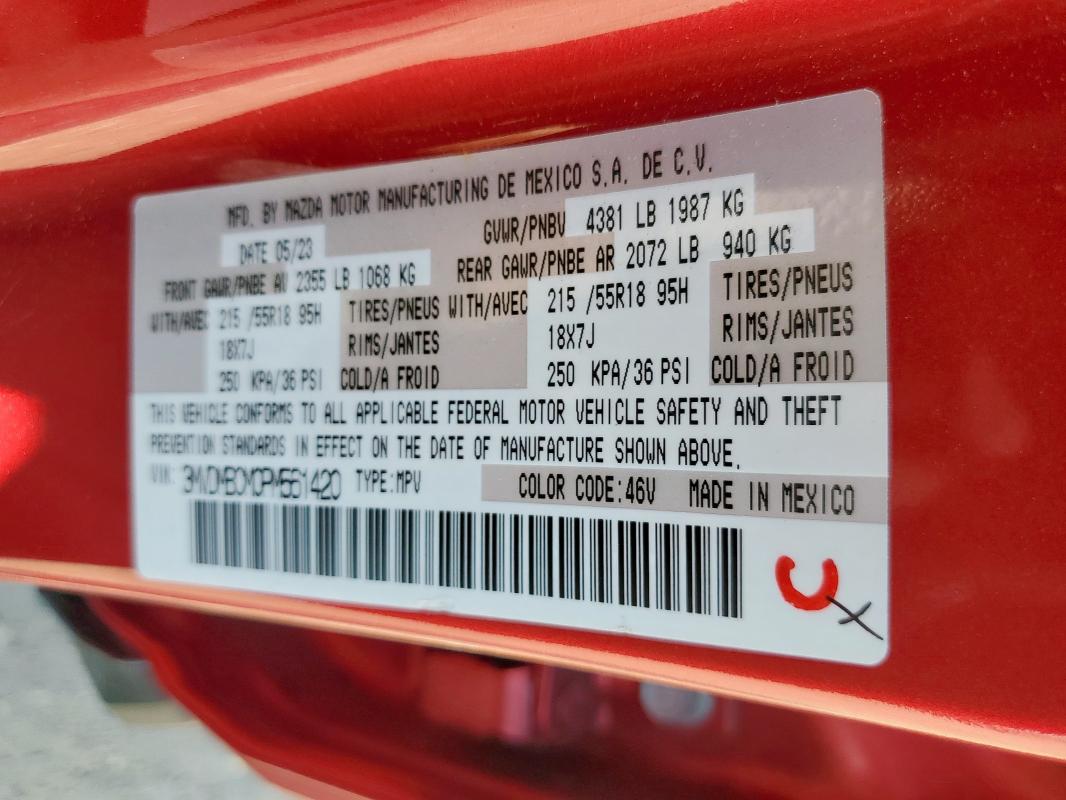 MFD. BY MAZDA MOTOR MANUFACTURING DE MEXICO S.A. DE C.V.
DATE 05/23 GVWR/PNBV 4381 LB 1987 KG
FRONT GAWR/PNBE AV 2355 LB 1068 KG REAR GAWR/PNBE AR 2072 LB 940 KG
WITH/AVEC 215 /55R18 95H TIRES/PNEUS WITH/AVEC 215 /55R18 95H TIRES/PNEUS
18X7J RIMS/JANTES 18X7J RIMS/JANTES
250 KPA/36 PSI COLD/A FROID 250 KPA/36 PSI COLD/A FROID
THIS VEHICLE CONFORMS TO ALL APPLICABLE FEDERAL MOTOR VEHICLE SAFETY AND THEFT
PREVENTION STANDARDS IN EFFECT ON THE DATE OF MANUFACTURE SHOWN ABOVE.
VIN: 3MVDMBCM0PM561420 TYPE:MPV COLOR CODE:46V MADE IN MEXICO
C X